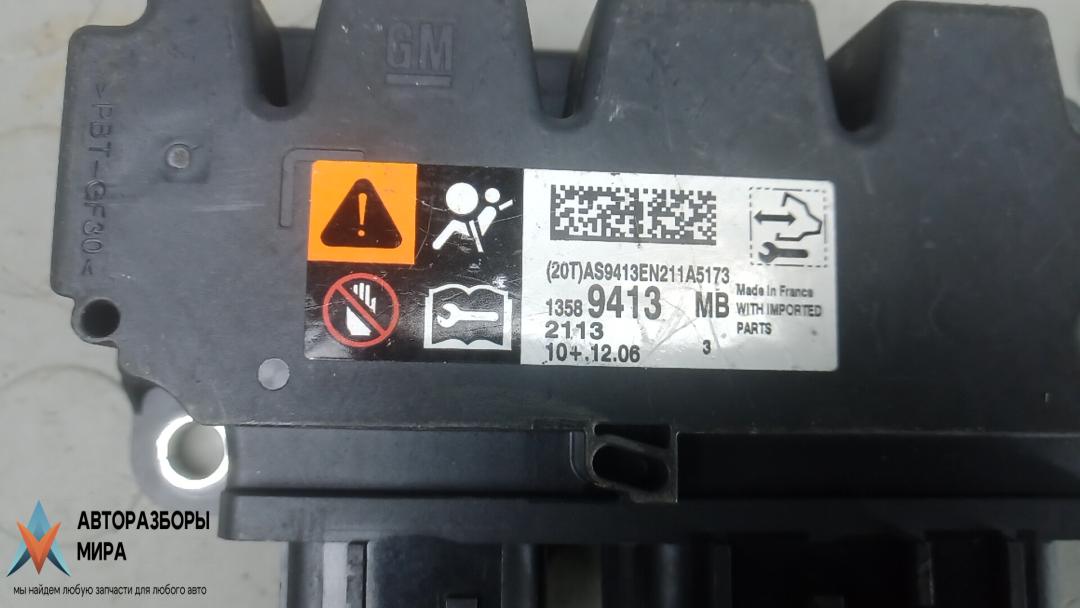 GM
>PBT-GF30<
(20T)AS9413EN211A5173
1358 9413 MB
2113
10+.12.06 3
Made in France
WITH IMPORTED
PARTS
АВТОРАЗБОРЫ
МИРА
мы найдем любую запчасти для любого авто